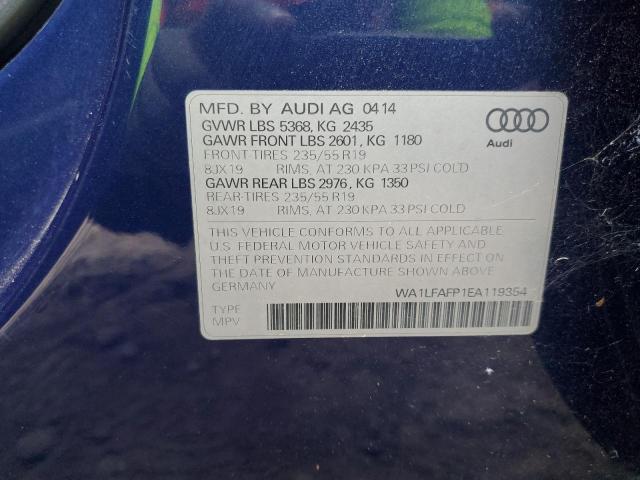 MFD. BY AUDI AG 0414
GVWR LBS 5368, KG 2435
GAWR FRONT LBS 2601, KG 1180
FRONT-TIRES 235/55 R19
8JX19 RIMS, AT 230 KPA 33 PSI COLD
GAWR REAR LBS 2976, KG 1350
REAR-TIRES 235/55 R19
8JX19 RIMS, AT 230 KPA 33 PSI COLD
Audi
THIS VEHICLE CONFORMS TO ALL APPLICABLE
U.S. FEDERAL MOTOR VEHICLE SAFETY AND
THEFT PREVENTION STANDARDS IN EFFECT ON
THE DATE OF MANUFACTURE SHOWN ABOVE.
GERMANY
WA1LFAFP1EA119354
TYPE
MPV